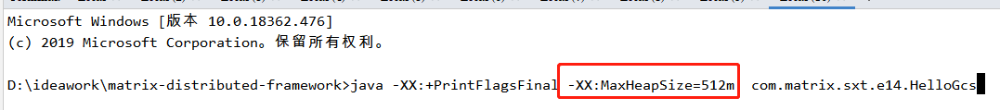 Microsoft Windows [版本 10.0.18362.476]
(c) 2019 Microsoft Corporation。保留所有权利。
D:\ideawork\matrix-distributed-framework>java -XX:+PrintFlagsFinal -XX:MaxHeapSize=512m  com.matrix.sxt.e14.HelloGcs